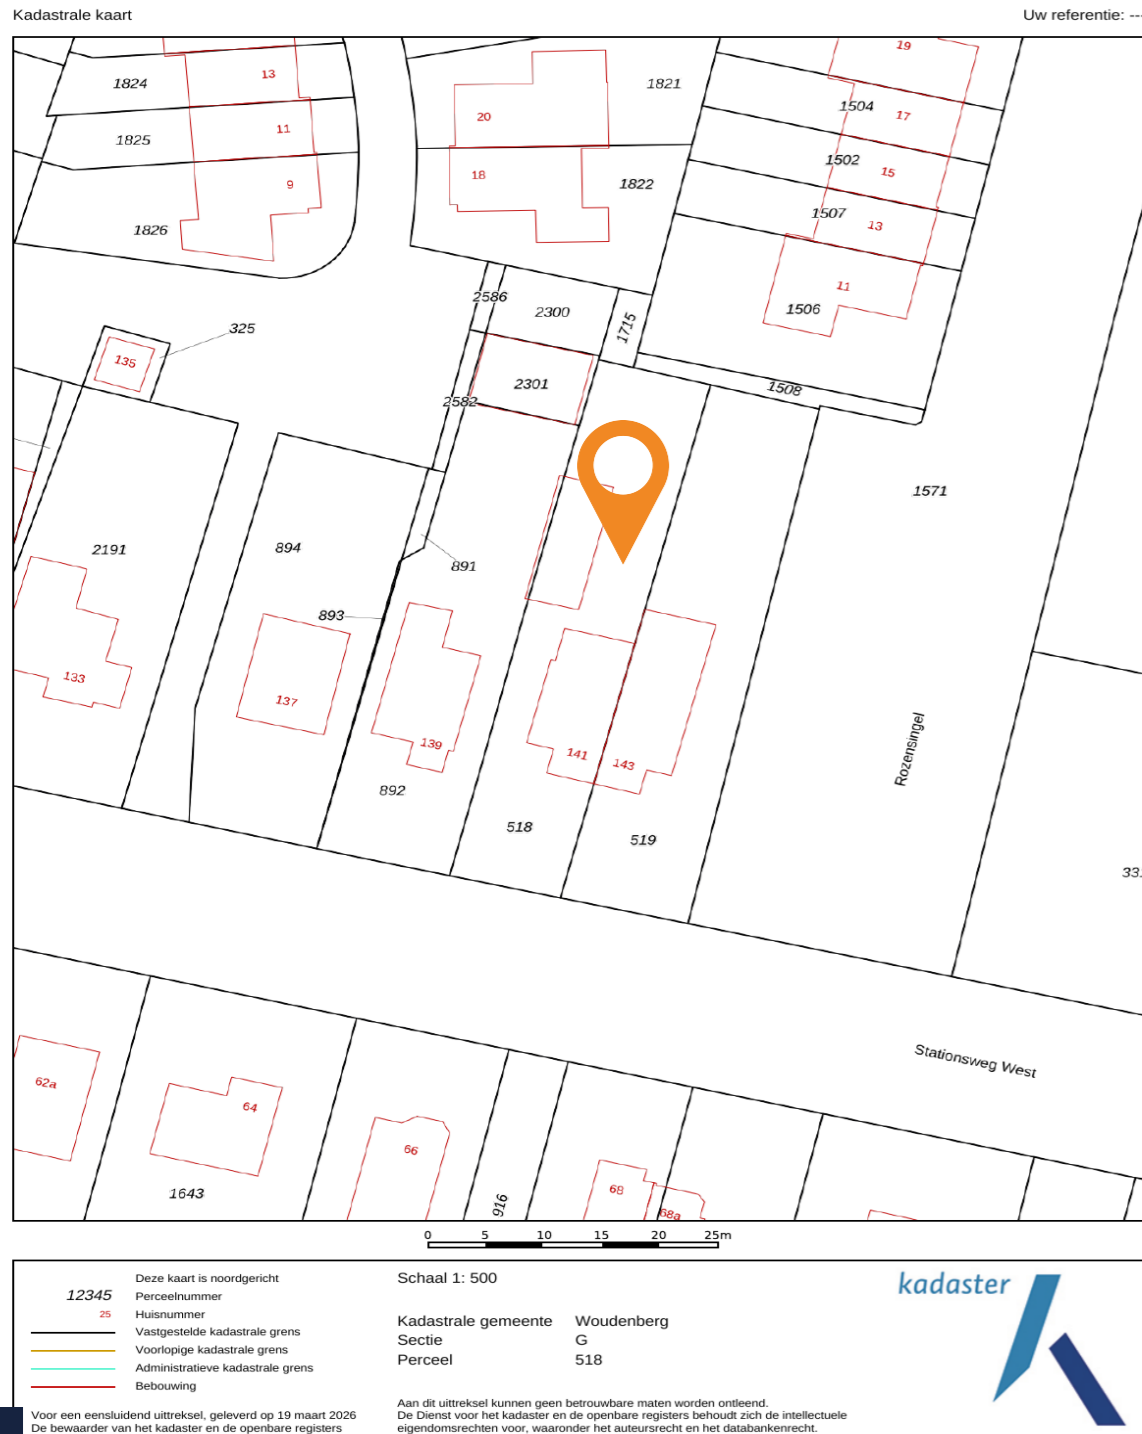 Kadastrale kaart
Uw referentie: --
19
13
1824
1821
1504
17
20
11
1825
1502
15
18
9
1822
1507
13
1826
11
2586
2300
1506
1715
325
135
2301
1508
2582
1571
2191
894
891
893
133
137
139
141
143
892
518
519
Rozensingel
33
Stationsweg West
62a
64
66
1643
916
68
68a
0 5 10 15 20 25m
Deze kaart is noordgericht
12345 Perceelnummer
25 Huisnummer
Vastgestelde kadastrale grens
Voorlopige kadastrale grens
Administratieve kadastrale grens
Bebouwing
Voor een eensluidend uittreksel, geleverd op 19 maart 2026
De bewaarder van het kadaster en de openbare registers
Schaal 1: 500
Kadastrale gemeente Woudenberg
Sectie G
Perceel 518
Aan dit uittreksel kunnen geen betrouwbare maten worden ontleend.
De Dienst voor het kadaster en de openbare registers behoudt zich de intellectuele
eigendomsrechten voor, waaronder het auteursrecht en het databankenrecht.
kadaster